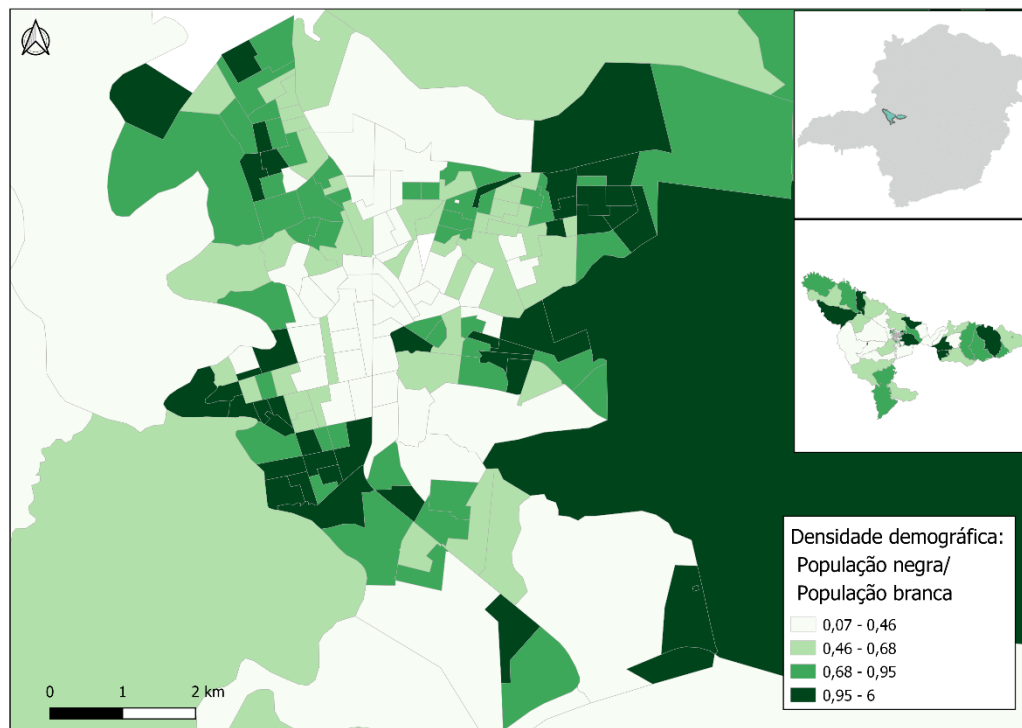 Densidade demográfica:
População negra/
População branca
0,07 - 0,46
0,46 - 0,68
0,68 - 0,95
0,95 - 6
0 1 2 km